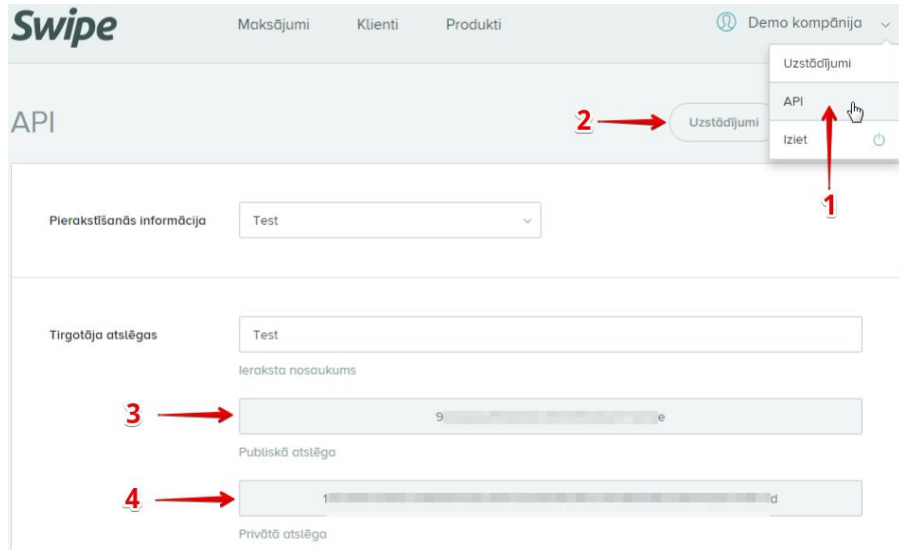 Swipe
Maksājumi Klienti Produkti
Demo kompānija
Uzstādījumi
API
Iziet
1
API
2
Uzstādījumi
Pierakstīšanās informācija
Test
Tirgotāja atslēgas
Test
Ieraksta nosaukums
3
9 e
Publiskā atslēga
4
1 d
Privātā atslēga